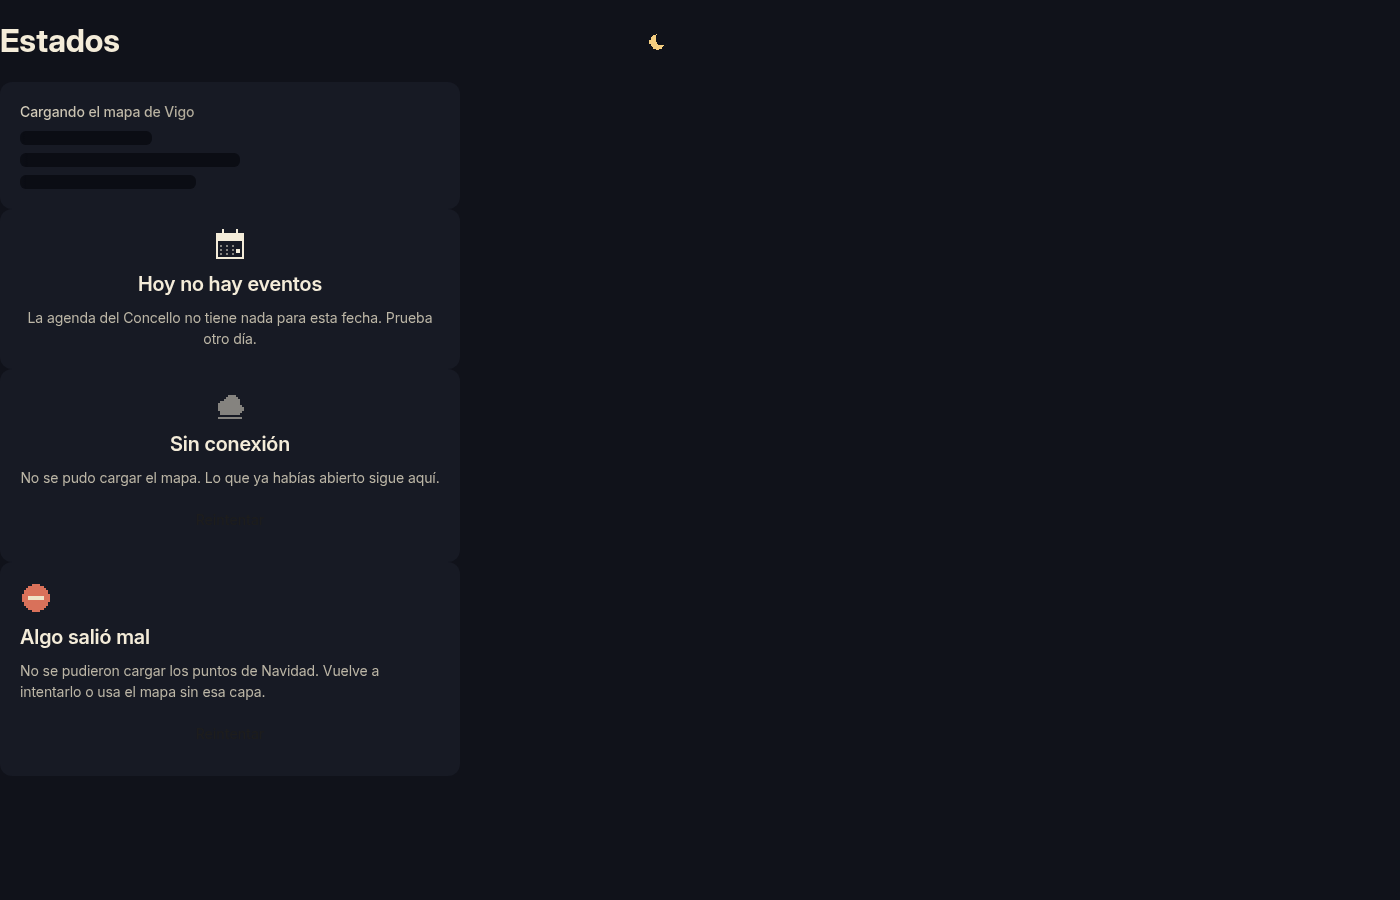 Estados
Cargando el mapa de Vigo
Hoy no hay eventos
La agenda del Concello no tiene nada para esta fecha. Prueba
otro día.
Sin conexión
No se pudo cargar el mapa. Lo que ya habías abierto sigue aquí.
Algo salió mal
No se pudieron cargar los puntos de Navidad. Vuelve a
intentarlo o usa el mapa sin esa capa.